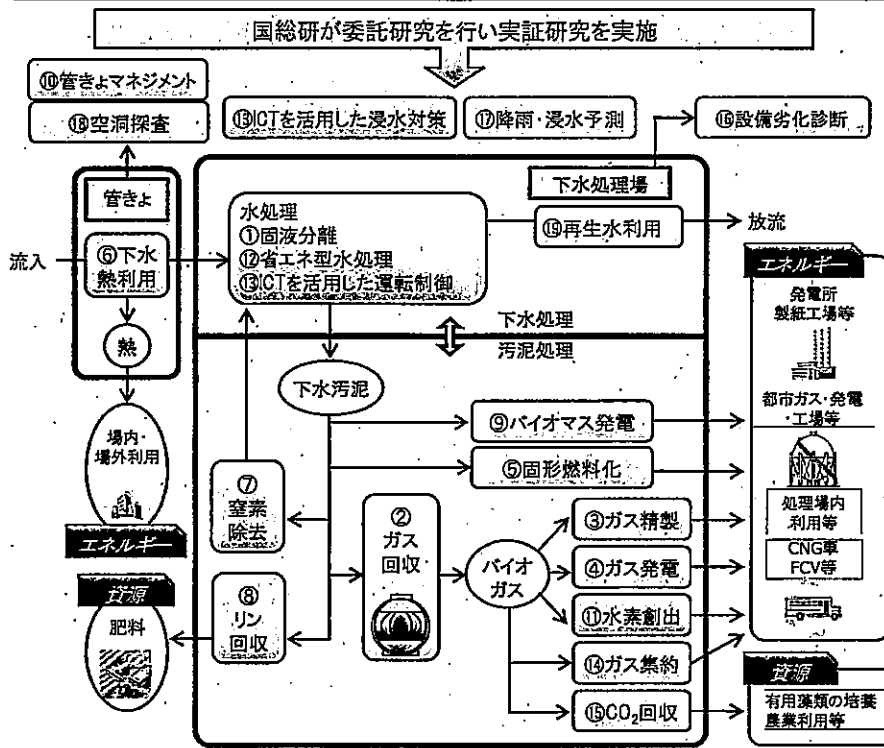 国総研が委託研究を行い実証研究を実施
⑩管きょマネジメント
⑱空洞探査
⑬ICTを活用した浸水対策
⑰降雨・浸水予測
⑯設備劣化診断
管きょ
下水処理場
流入
⑥下水
熱利用
水処理
①固液分離
⑫省エネ型水処理
⑬ICTを活用した運転制御
⑲再生水利用
放流
熱
下水処理
汚泥処理
エネルギー
発電所
製紙工場等
下水汚泥
都市ガス・発電
・工場等
場内・
場外利用
エネルギー
⑨バイオマス発電
⑤固形燃料化
⑦
窒素
除去
②
ガス
回収
バイオ
ガス
③ガス精製
④ガス発電
⑪水素創出
⑭ガス集約
⑮CO₂回収
処理場内
利用等
CNG車
FCV等
資源
肥料
⑧
リン
回収
資源
有用藻類の培養
農業利用等